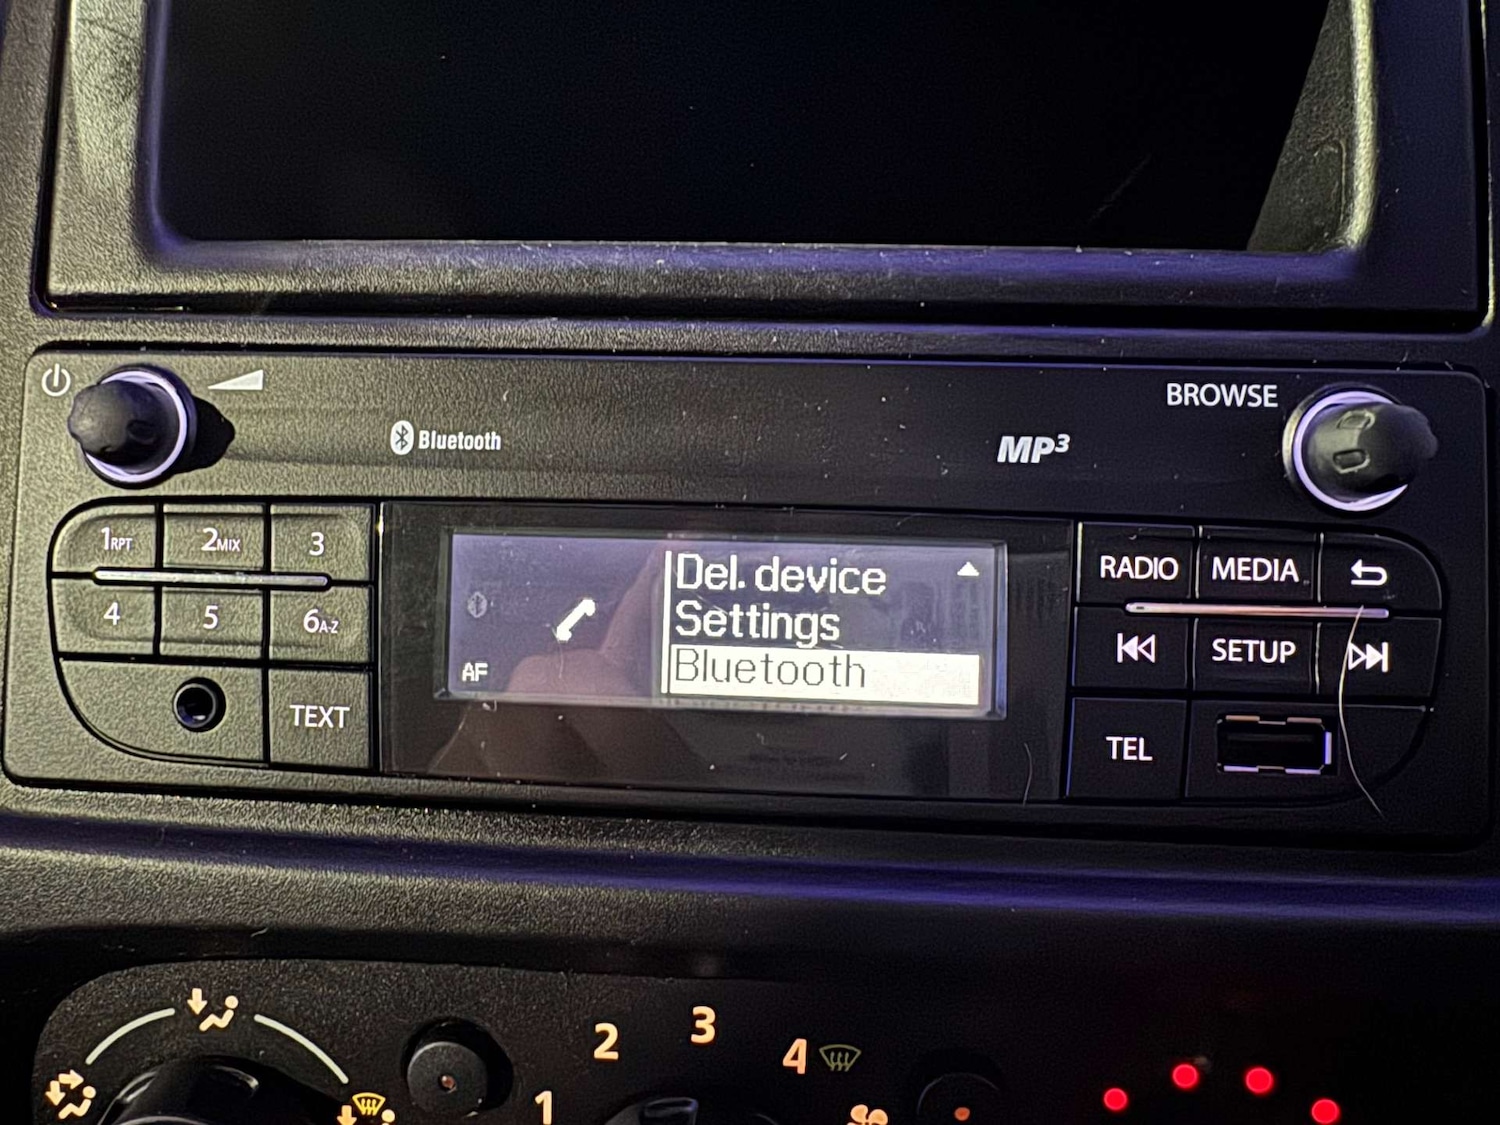 BROWSE
Bluetooth
MP3
1RPT
2MIX
3
4
5
6A-Z
TEXT
AF
Del. device
Settings
Bluetooth
RADIO
MEDIA
SETUP
TEL
1
2
3
4